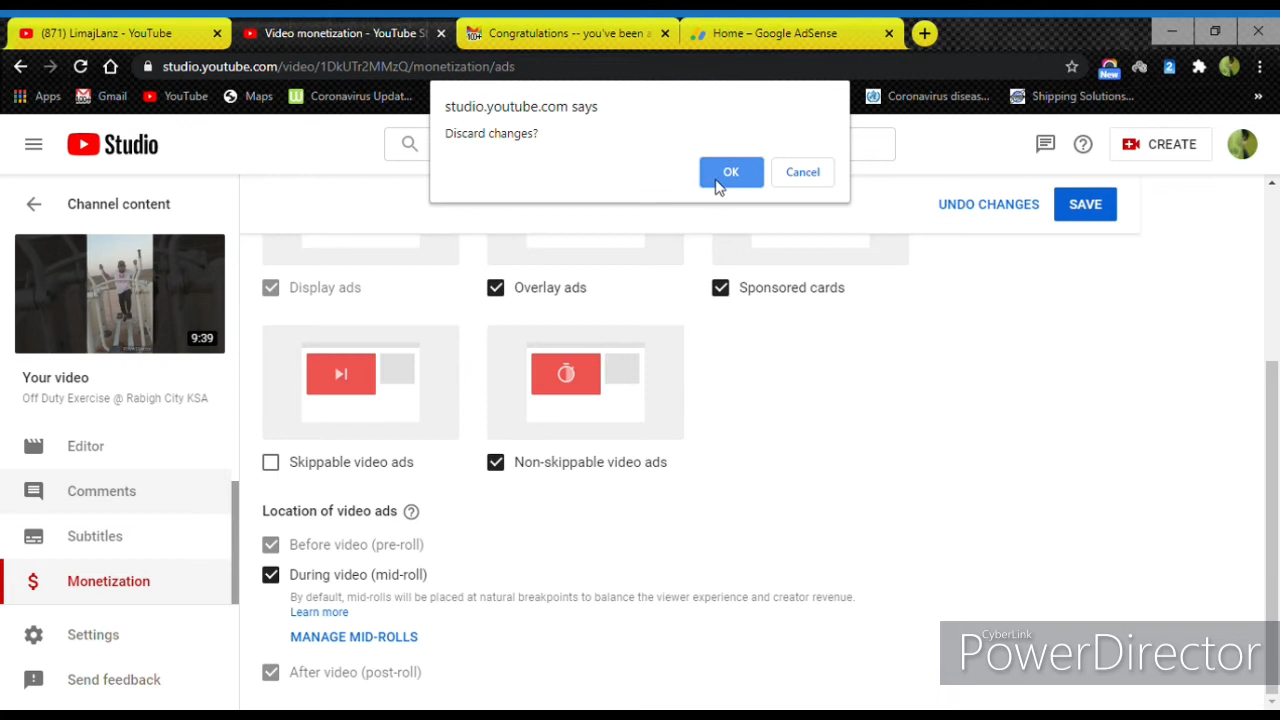 (871) LimajLanz - YouTube
Video monetization - YouTube S
Congratulations -- you've been a
Home – Google AdSense
studio.youtube.com/video/1DkUTr2MMzQ/monetization/ads
New
2
Apps
Gmail
YouTube
Maps
Coronavirus Updat...
Coronavirus diseas...
Shipping Solutions...
studio.youtube.com says
Discard changes?
OK
Cancel
Studio
CREATE
Channel content
UNDO CHANGES
SAVE
9:39
Your video
Off Duty Exercise @ Rabigh City KSA
Editor
Comments
Subtitles
Monetization
Settings
Send feedback
Display ads
Overlay ads
Sponsored cards
Skippable video ads
Non-skippable video ads
Location of video ads
Before video (pre-roll)
During video (mid-roll)
By default, mid-rolls will be placed at natural breakpoints to balance the viewer experience and creator revenue.
Learn more
MANAGE MID-ROLLS
After video (post-roll)
CyberLink
PowerDirector